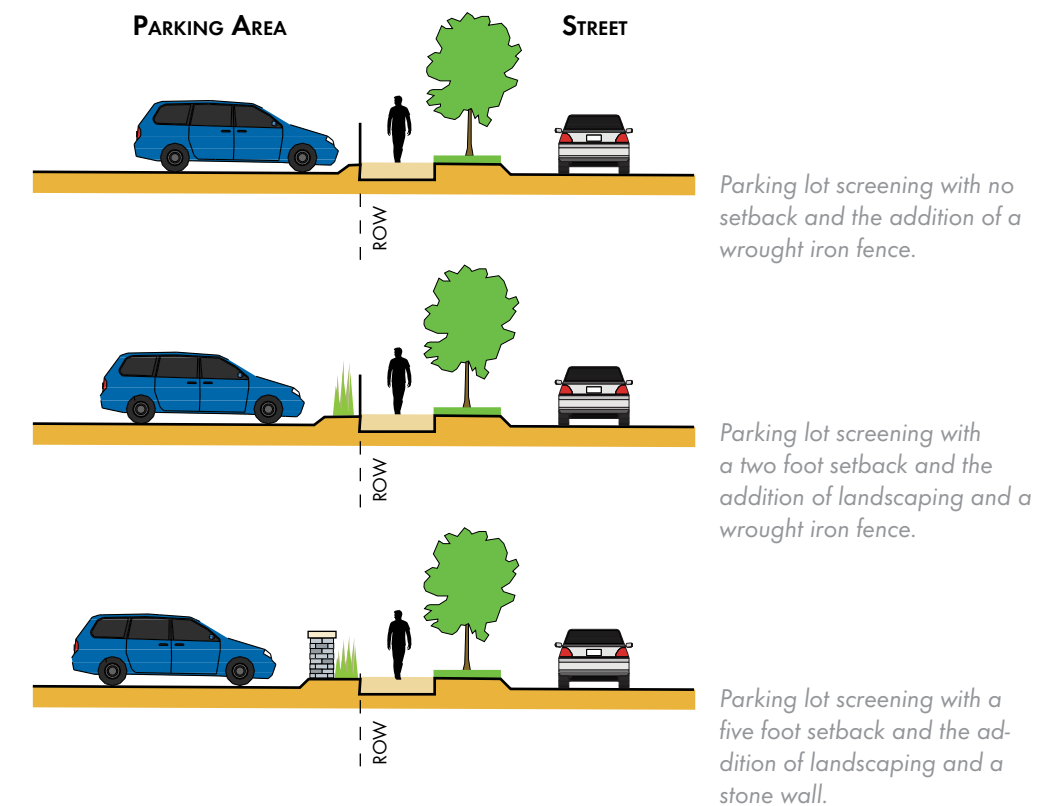 Parking Area
Street
ROW
Parking lot screening with no
setback and the addition of a
wrought iron fence.
ROW
Parking lot screening with
a two foot setback and the
addition of landscaping and a
wrought iron fence.
ROW
Parking lot screening with a
five foot setback and the ad-
dition of landscaping and a
stone wall.